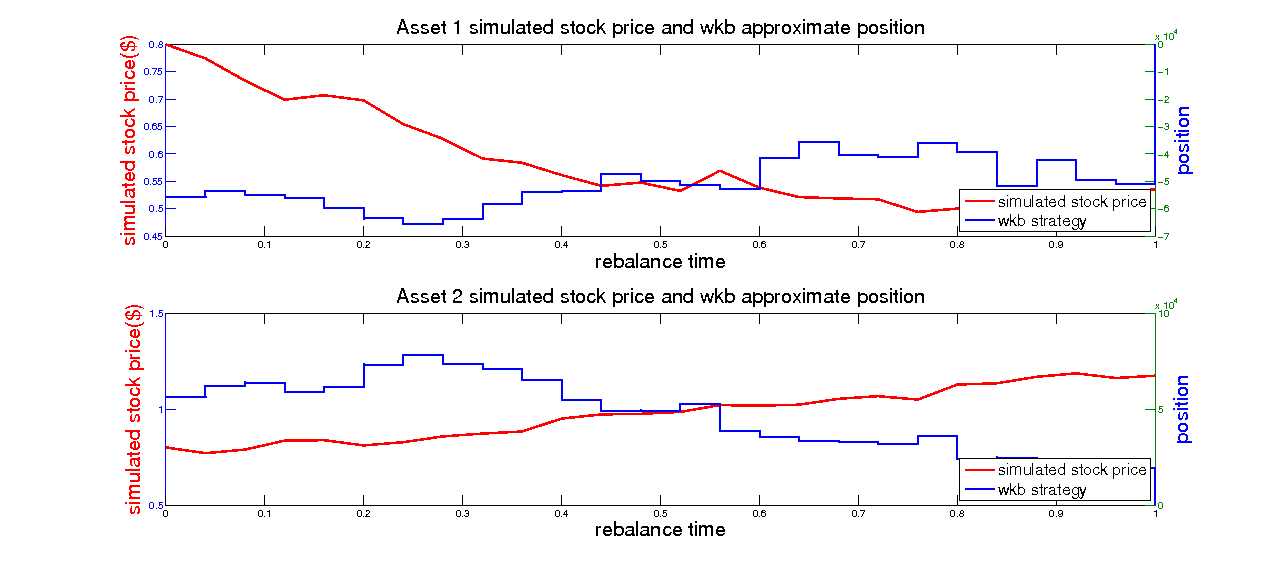 Asset 1 simulated stock price and wkb approximate position
simulated stock price($)
0.8
0.75
0.7
0.65
0.6
0.55
0.5
0.45
x 10^4
0
-1
-2
-3
-4
-5
-6
-7
position
simulated stock price
wkb strategy
0 0.1 0.2 0.3 0.4 0.5 0.6 0.7 0.8 0.9 1
rebalance time
Asset 2 simulated stock price and wkb approximate position
simulated stock price($)
1.5
1
0.5
x 10^4
10
5
0
position
simulated stock price
wkb strategy
0 0.1 0.2 0.3 0.4 0.5 0.6 0.7 0.8 0.9 1
rebalance time